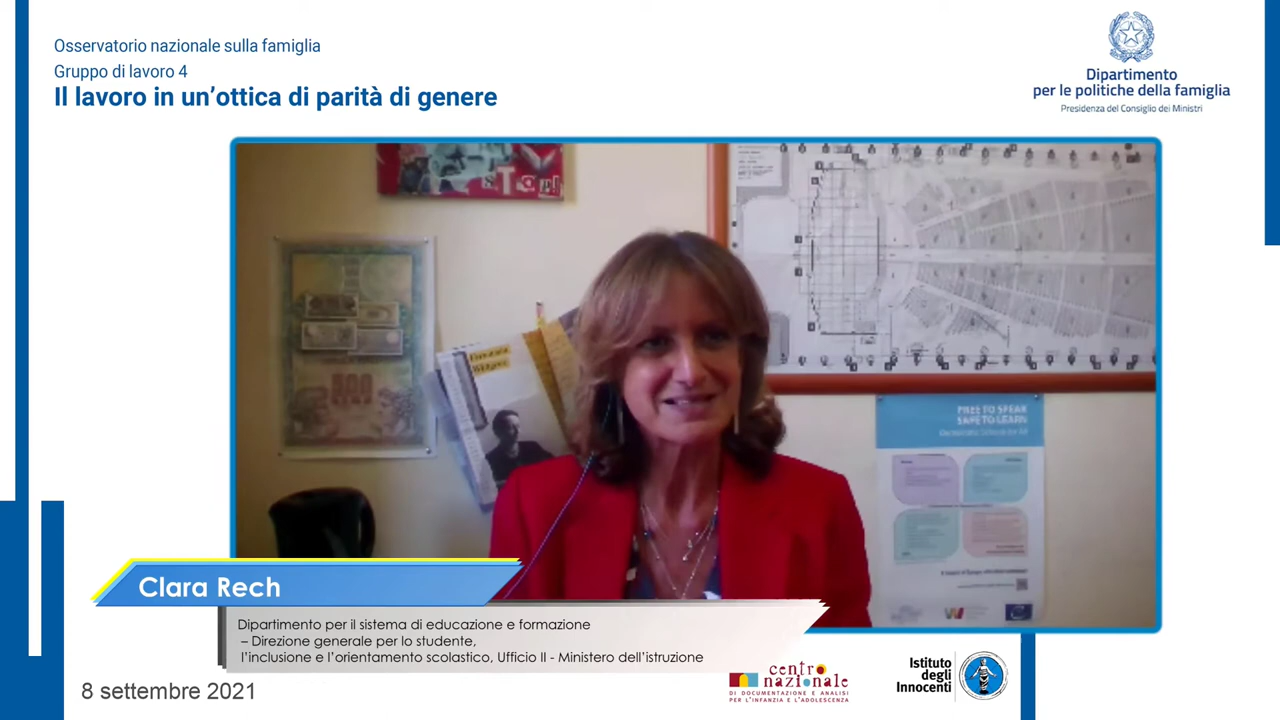 Osservatorio nazionale sulla famiglia
Gruppo di lavoro 4
Il lavoro in un’ottica di parità di genere
Dipartimento
per le politiche della famiglia
Presidenza del Consiglio dei Ministri
FREE TO SPEAK
SAFE TO LEARN
500
Clara Rech
Dipartimento per il sistema di educazione e formazione
– Direzione generale per lo studente,
l’inclusione e l’orientamento scolastico, Ufficio II - Ministero dell’istruzione
8 settembre 2021
centro
nazionale
DI DOCUMENTAZIONE E ANALISI
PER L’INFANZIA E L’ADOLESCENZA
Istituto
degli
Innocenti